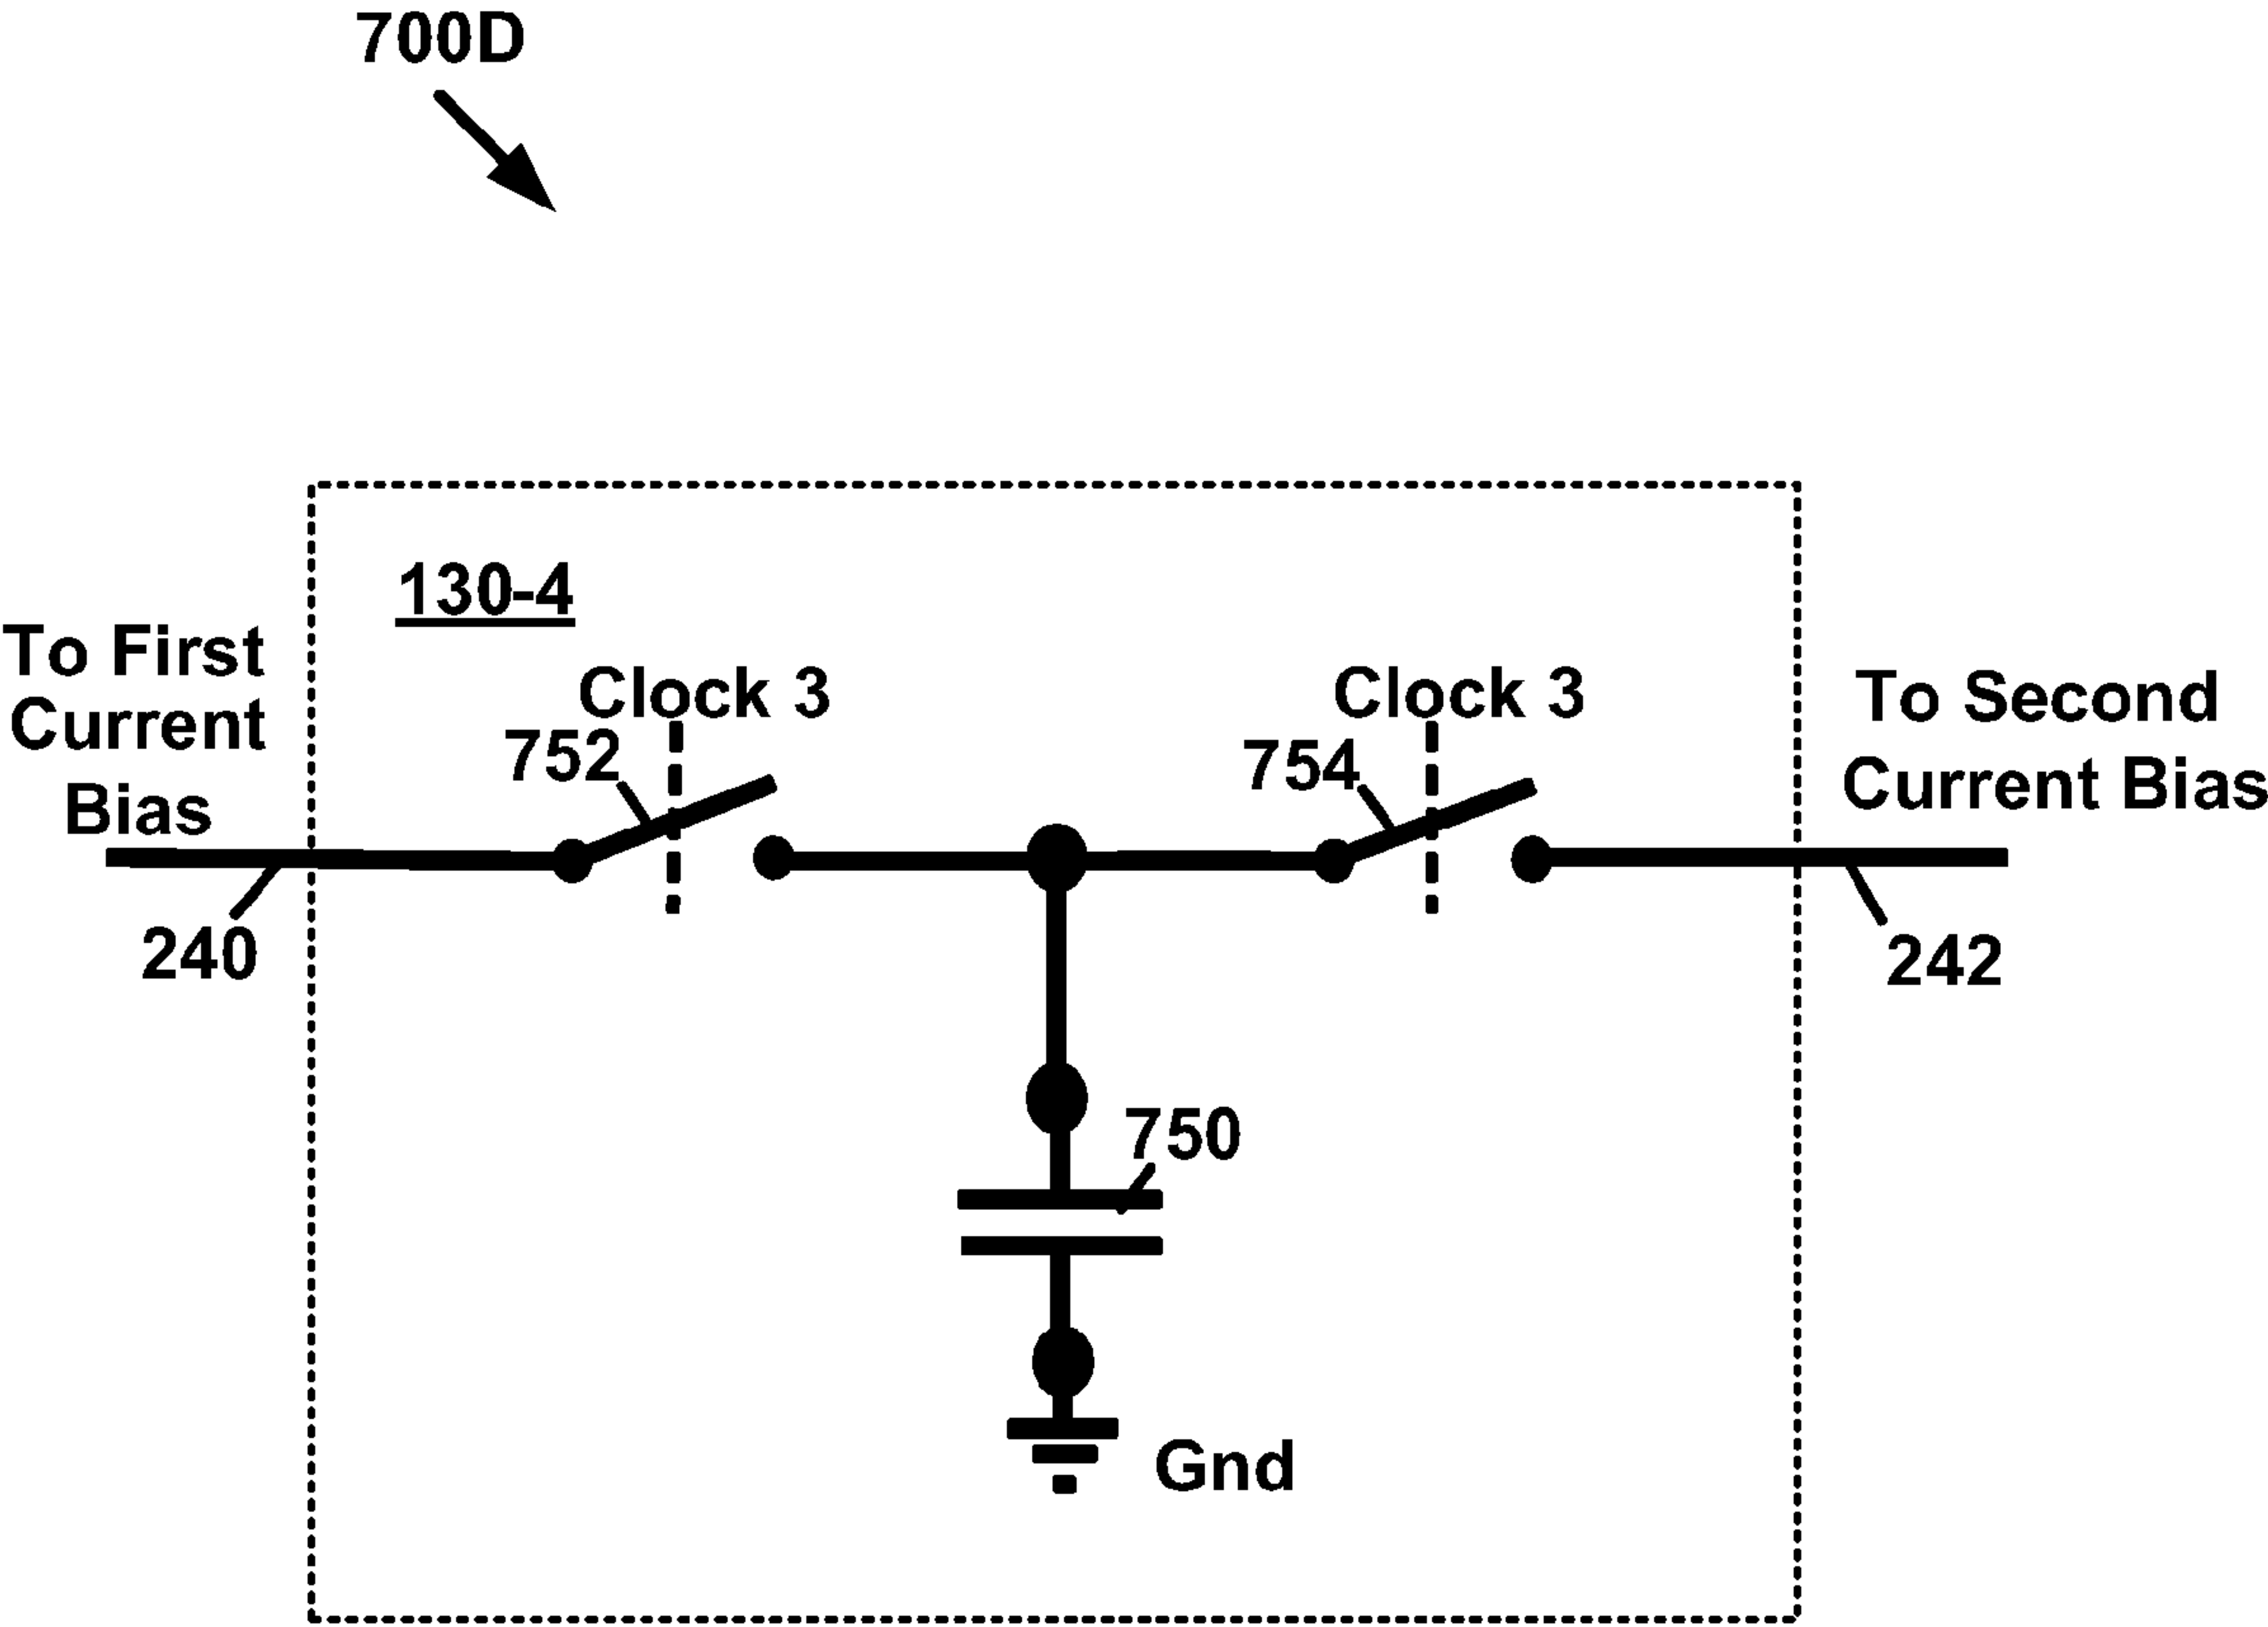 700D
130-4
To First
Current
Bias
Clock 3
Clock 3
To Second
Current Bias
752
754
240
242
750
Gnd